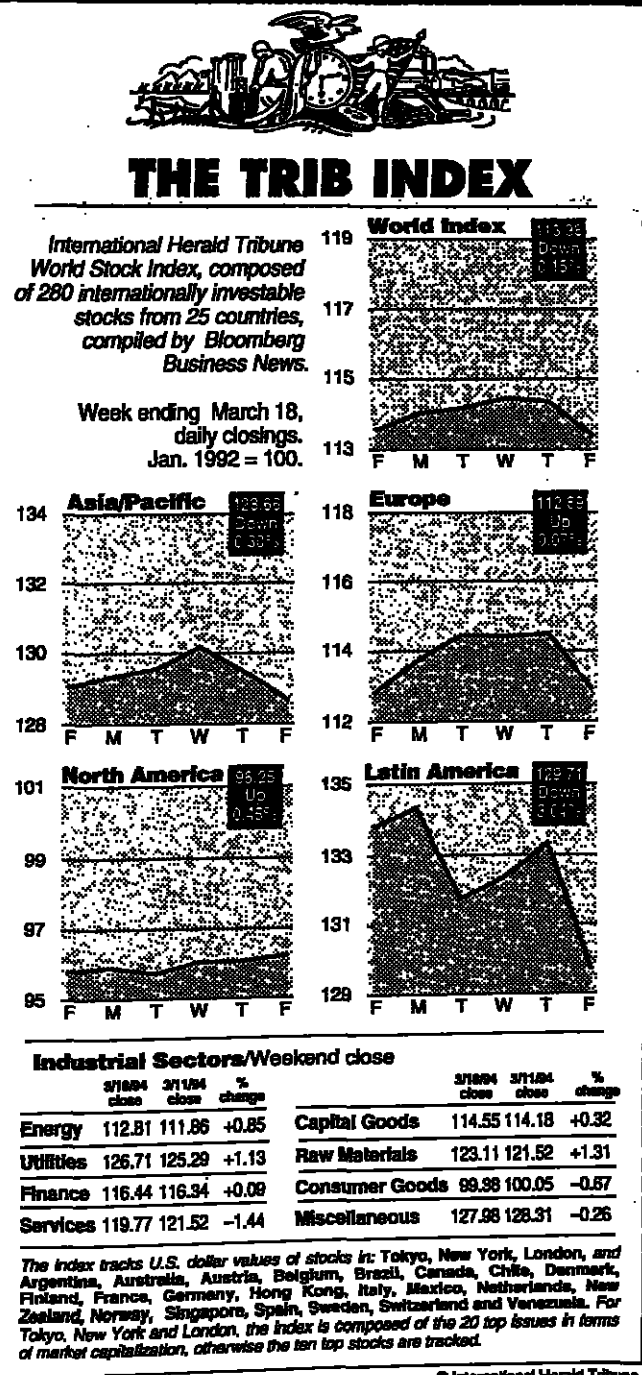 THE TRIB INDEX
International Herald Tribune
World Stock Index, composed
of 280 internationally investable
stocks from 25 countries,
compiled by Bloomberg
Business News.
Week ending March 18,
daily closings.
Jan. 1992 = 100.
World Index
Down
119
117
115
113
F M T W T F
Asia/Pacific
Down
134
132
130
128
F M T W T F
Europe
Up
118
116
114
112
F M T W T F
North America
96.25
Up
101
99
97
95
F M T W T F
Latin America
129.71
Down
135
133
131
129
F M T W T F
Industrial Sectors/Weekend close
3/18/94 close 3/11/94 close % change
Energy 112.81 111.86 +0.85
Utilities 126.71 125.29 +1.13
Finance 116.44 116.34 +0.09
Services 119.77 121.52 –1.44
3/18/94 close 3/11/94 close % change
Capital Goods 114.55 114.18 +0.32
Raw Materials 123.11 121.52 +1.31
Consumer Goods 100.05
Miscellaneous 127.98 128.31 –0.26
The index tracks U.S. dollar values of stocks in: Tokyo, New York, London, and
Argentina, Australia, Austria, Belgium, Brazil, Canada, Chile, Denmark,
Finland, France, Germany, Hong Kong, Italy, Mexico, Netherlands, New
Zealand, Norway, Singapore, Spain, Sweden, Switzerland and Venezuela. For
Tokyo, New York and London, the index is composed of the 20 top issues in terms
of market capitalization, otherwise the ten top stocks are tracked.
© International Herald Tribune